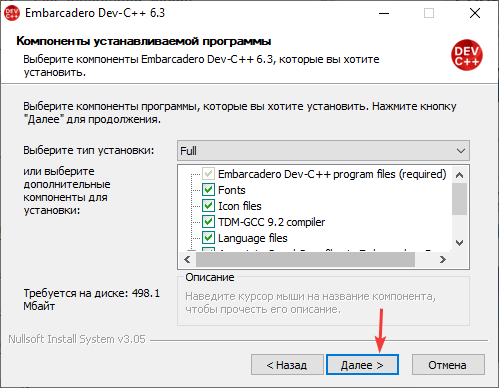 Embarcadero Dev-C++ 6.3
Компоненты устанавливаемой программы
Выберите компоненты Embarcadero Dev-C++ 6.3, которые вы хотите
установить.
DEV
C++
Выберите компоненты программы, которые вы хотите установить. Нажмите кнопку
"Далее" для продолжения.
Выберите тип установки:
Full
или выберите
дополнительные
компоненты для
установки:
Embarcadero Dev-C++ program files (required)
Fonts
Icon files
TDM-GCC 9.2 compiler
Language files
Требуется на диске: 498.1
Мбайт
Описание
Наведите курсор мыши на название компонента,
чтобы прочесть его описание.
Nullsoft Install System v3.05
< Назад
Далее >
Отмена